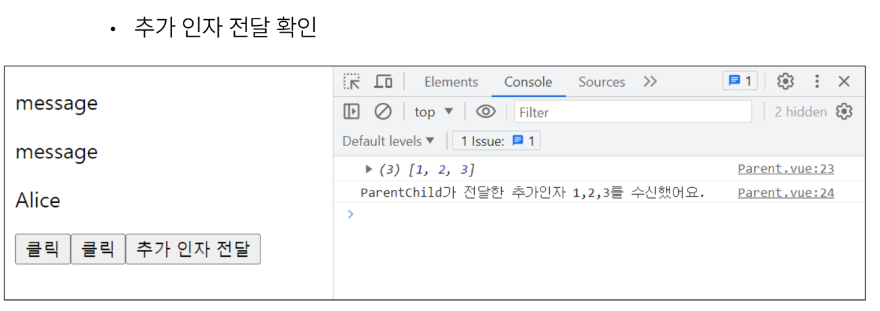 • 추가 인자 전달 확인
message
message
Alice
클릭 클릭 추가 인자 전달
Elements Console Sources 1
top Filter 2 hidden
Default levels 1 Issue: 1
(3) [1, 2, 3] Parent.vue:23
ParentChild가 전달한 추가인자 1,2,3를 수신했어요. Parent.vue:24